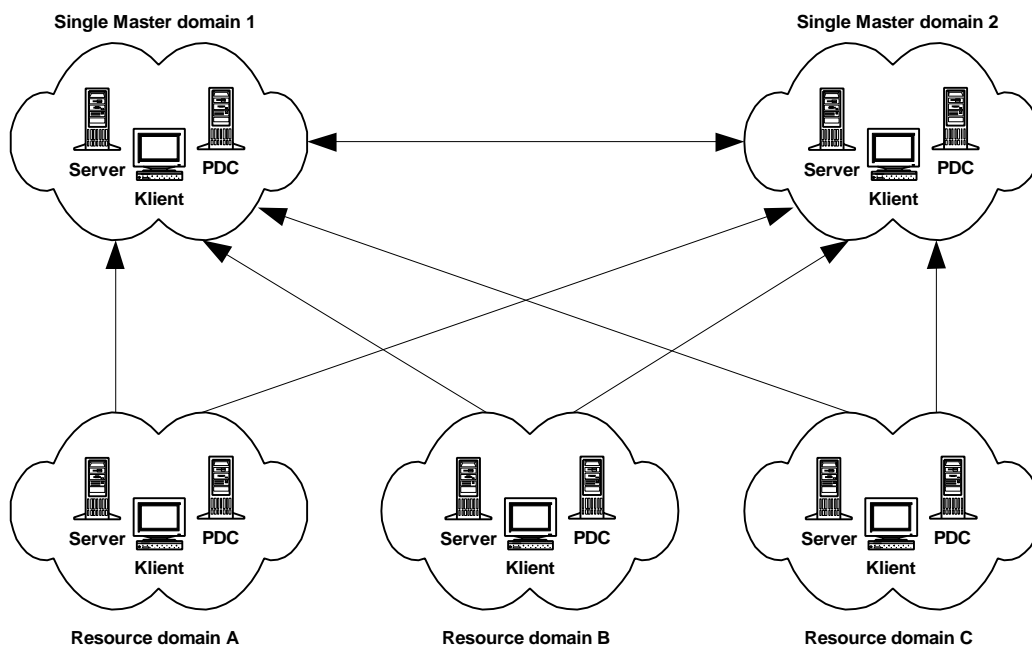 Single Master domain 1
Single Master domain 2
Server
PDC
Klient
Server
PDC
Klient
Server
PDC
Klient
Server
PDC
Klient
Server
PDC
Klient
Resource domain A
Resource domain B
Resource domain C